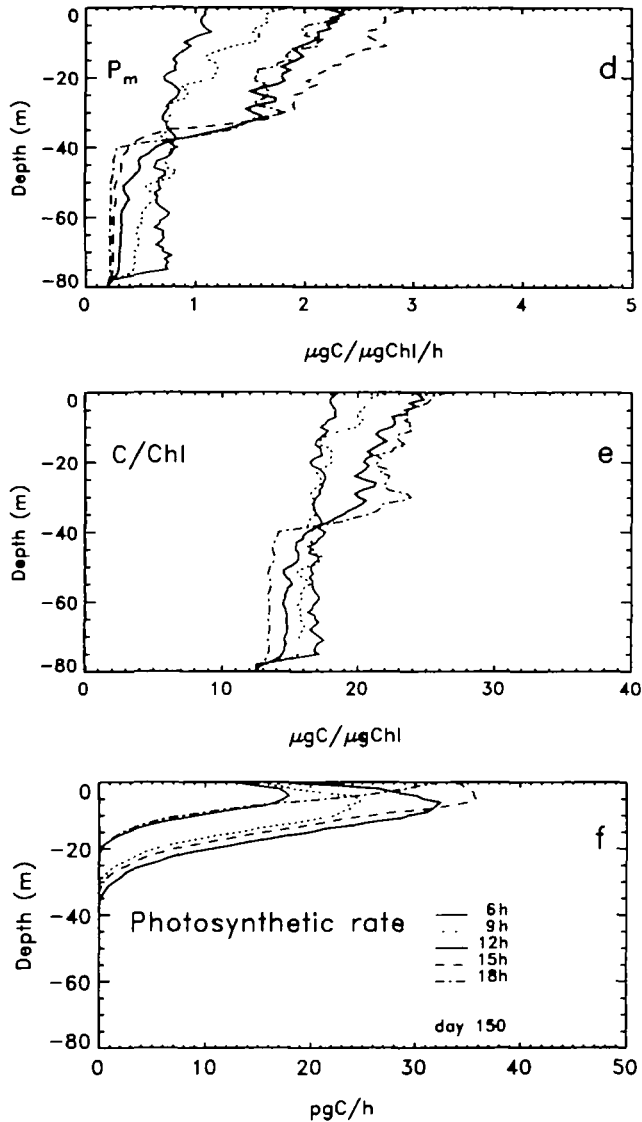 0
-20
-40
-60
-80
Depth (m)
Pm
d
0 1 2 3 4 5
μgC/μgChl/h
0
-20
-40
-60
-80
Depth (m)
C/Chl
e
0 10 20 30 40
μgC/μgChl
0
-20
-40
-60
-80
Depth (m)
f
Photosynthetic rate
6h
9h
12h
15h
18h
day 150
0 10 20 30 40 50
pgC/h